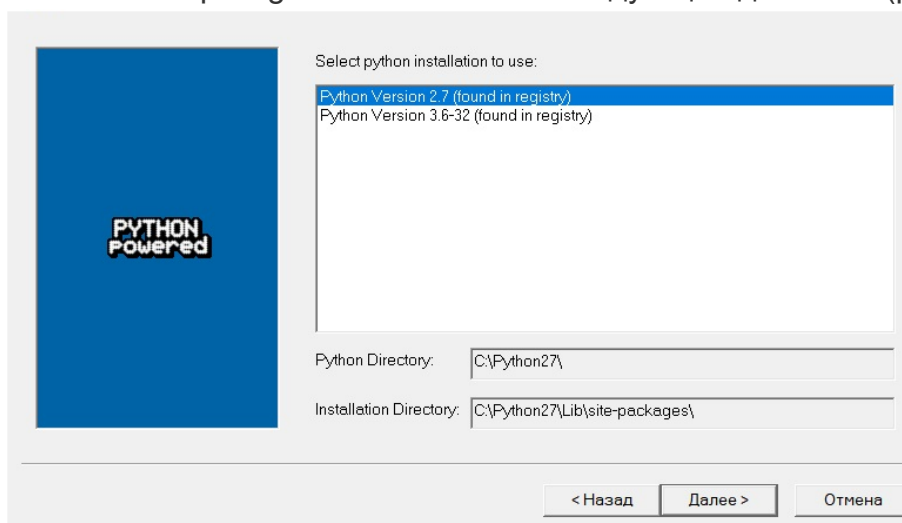 Select python installation to use:
Python Version 2.7 (found in registry)
Python Version 3.6-32 (found in registry)
PYTHON
Powered
Python Directory:
C:\Python27\
Installation Directory:
C:\Python27\Lib\site-packages\
< Назад
Далее >
Отмена